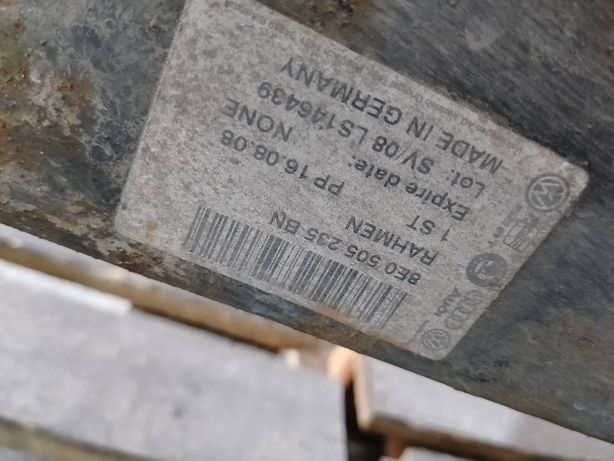 AUDI
8E0 505 235 BN
RAHMEN
1 ST PP 16.08.08
Expire date: NONE
Lot: SV/08 LS146439
MADE IN GERMANY